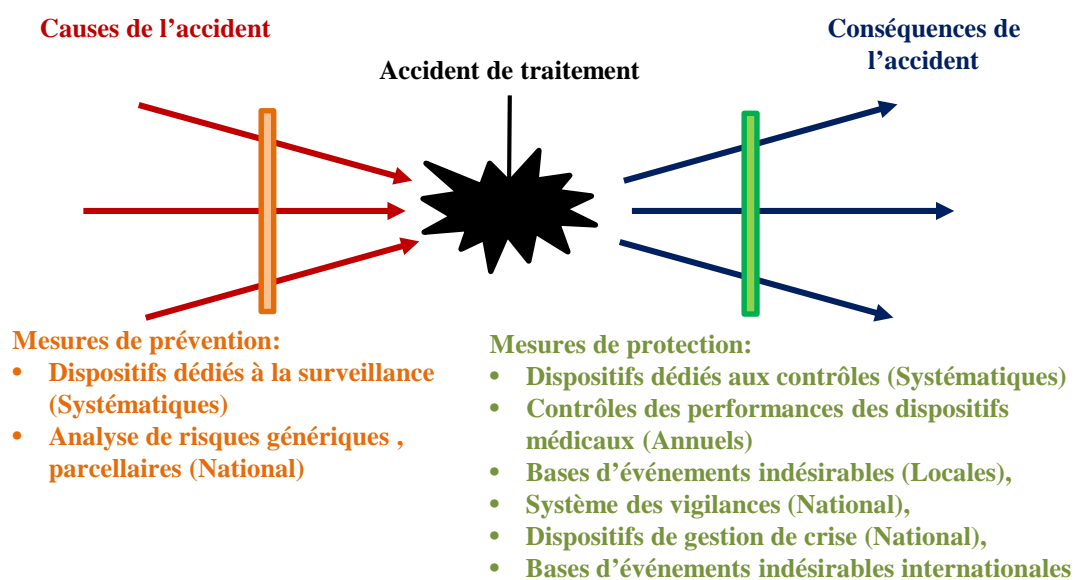 Causes de l’accident
Conséquences de
l’accident
Accident de traitement
Mesures de prévention:
• Dispositifs dédiés à la surveillance
(Systématiques)
• Analyse de risques génériques ,
parcellaires (National)
Mesures de protection:
• Dispositifs dédiés aux contrôles (Systématiques)
• Contrôles des performances des dispositifs
médicaux (Annuels)
• Bases d’événements indésirables (Locales),
• Système des vigilances (National),
• Dispositifs de gestion de crise (National),
• Bases d’événements indésirables internationales